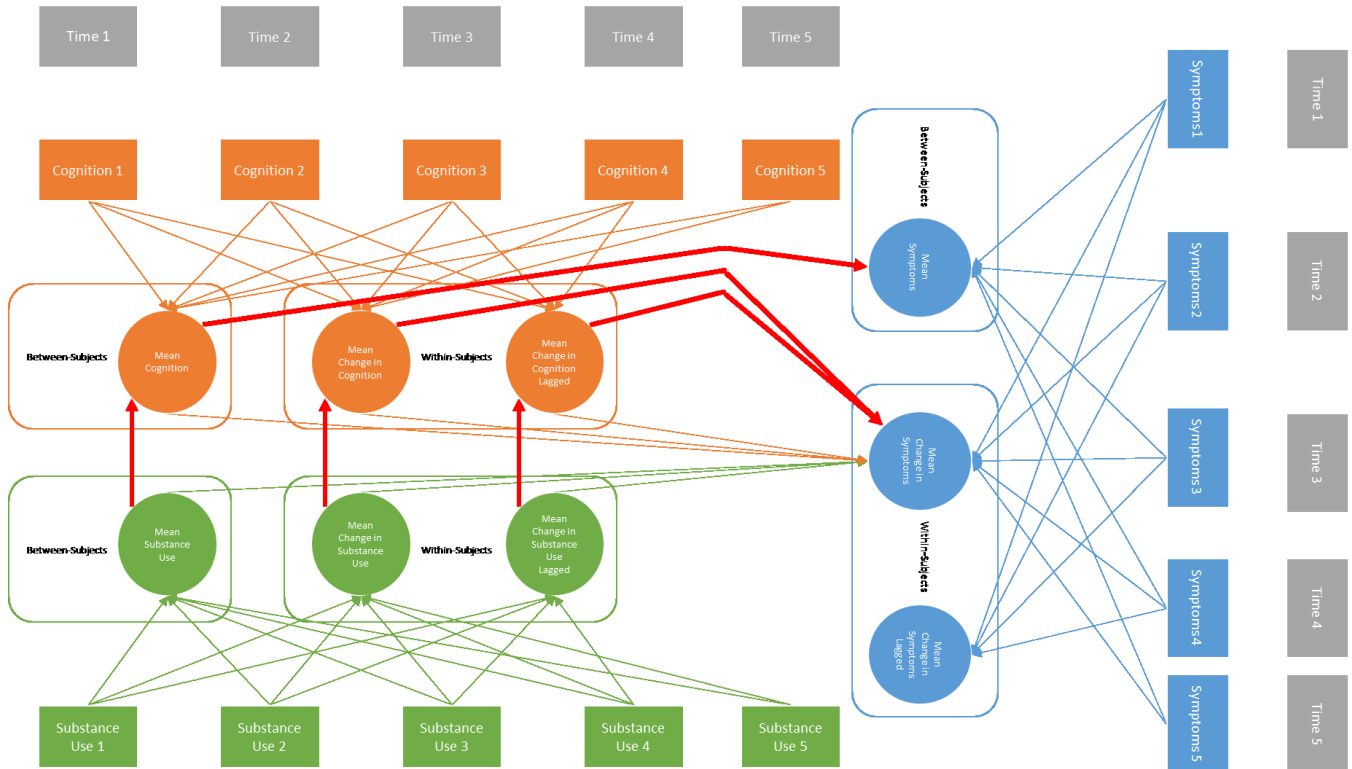 Time 1
Time 2
Time 3
Time 4
Time 5
Cognition 1
Cognition 2
Cognition 3
Cognition 4
Cognition 5
Between-Subjects
Mean
Cognition
Mean
Change in
Cognition
Within-Subjects
Mean
Change in
Cognition
Lagged
Between-Subjects
Mean
Substance
Use
Mean
Change in
Substance
Use
Within-Subjects
Mean
Change in
Substance
Use
Lagged
Substance
Use 1
Substance
Use 2
Substance
Use 3
Substance
Use 4
Substance
Use 5
Between-Subjects
Mean
Symptoms
Mean
Change in
Symptoms
Within-Subjects
Mean
Change in
Symptoms
Lagged
Symptoms1
Symptoms2
Symptoms3
Symptoms4
Symptoms 5
Time 1
Time 2
Time 3
Time 4
Time 5